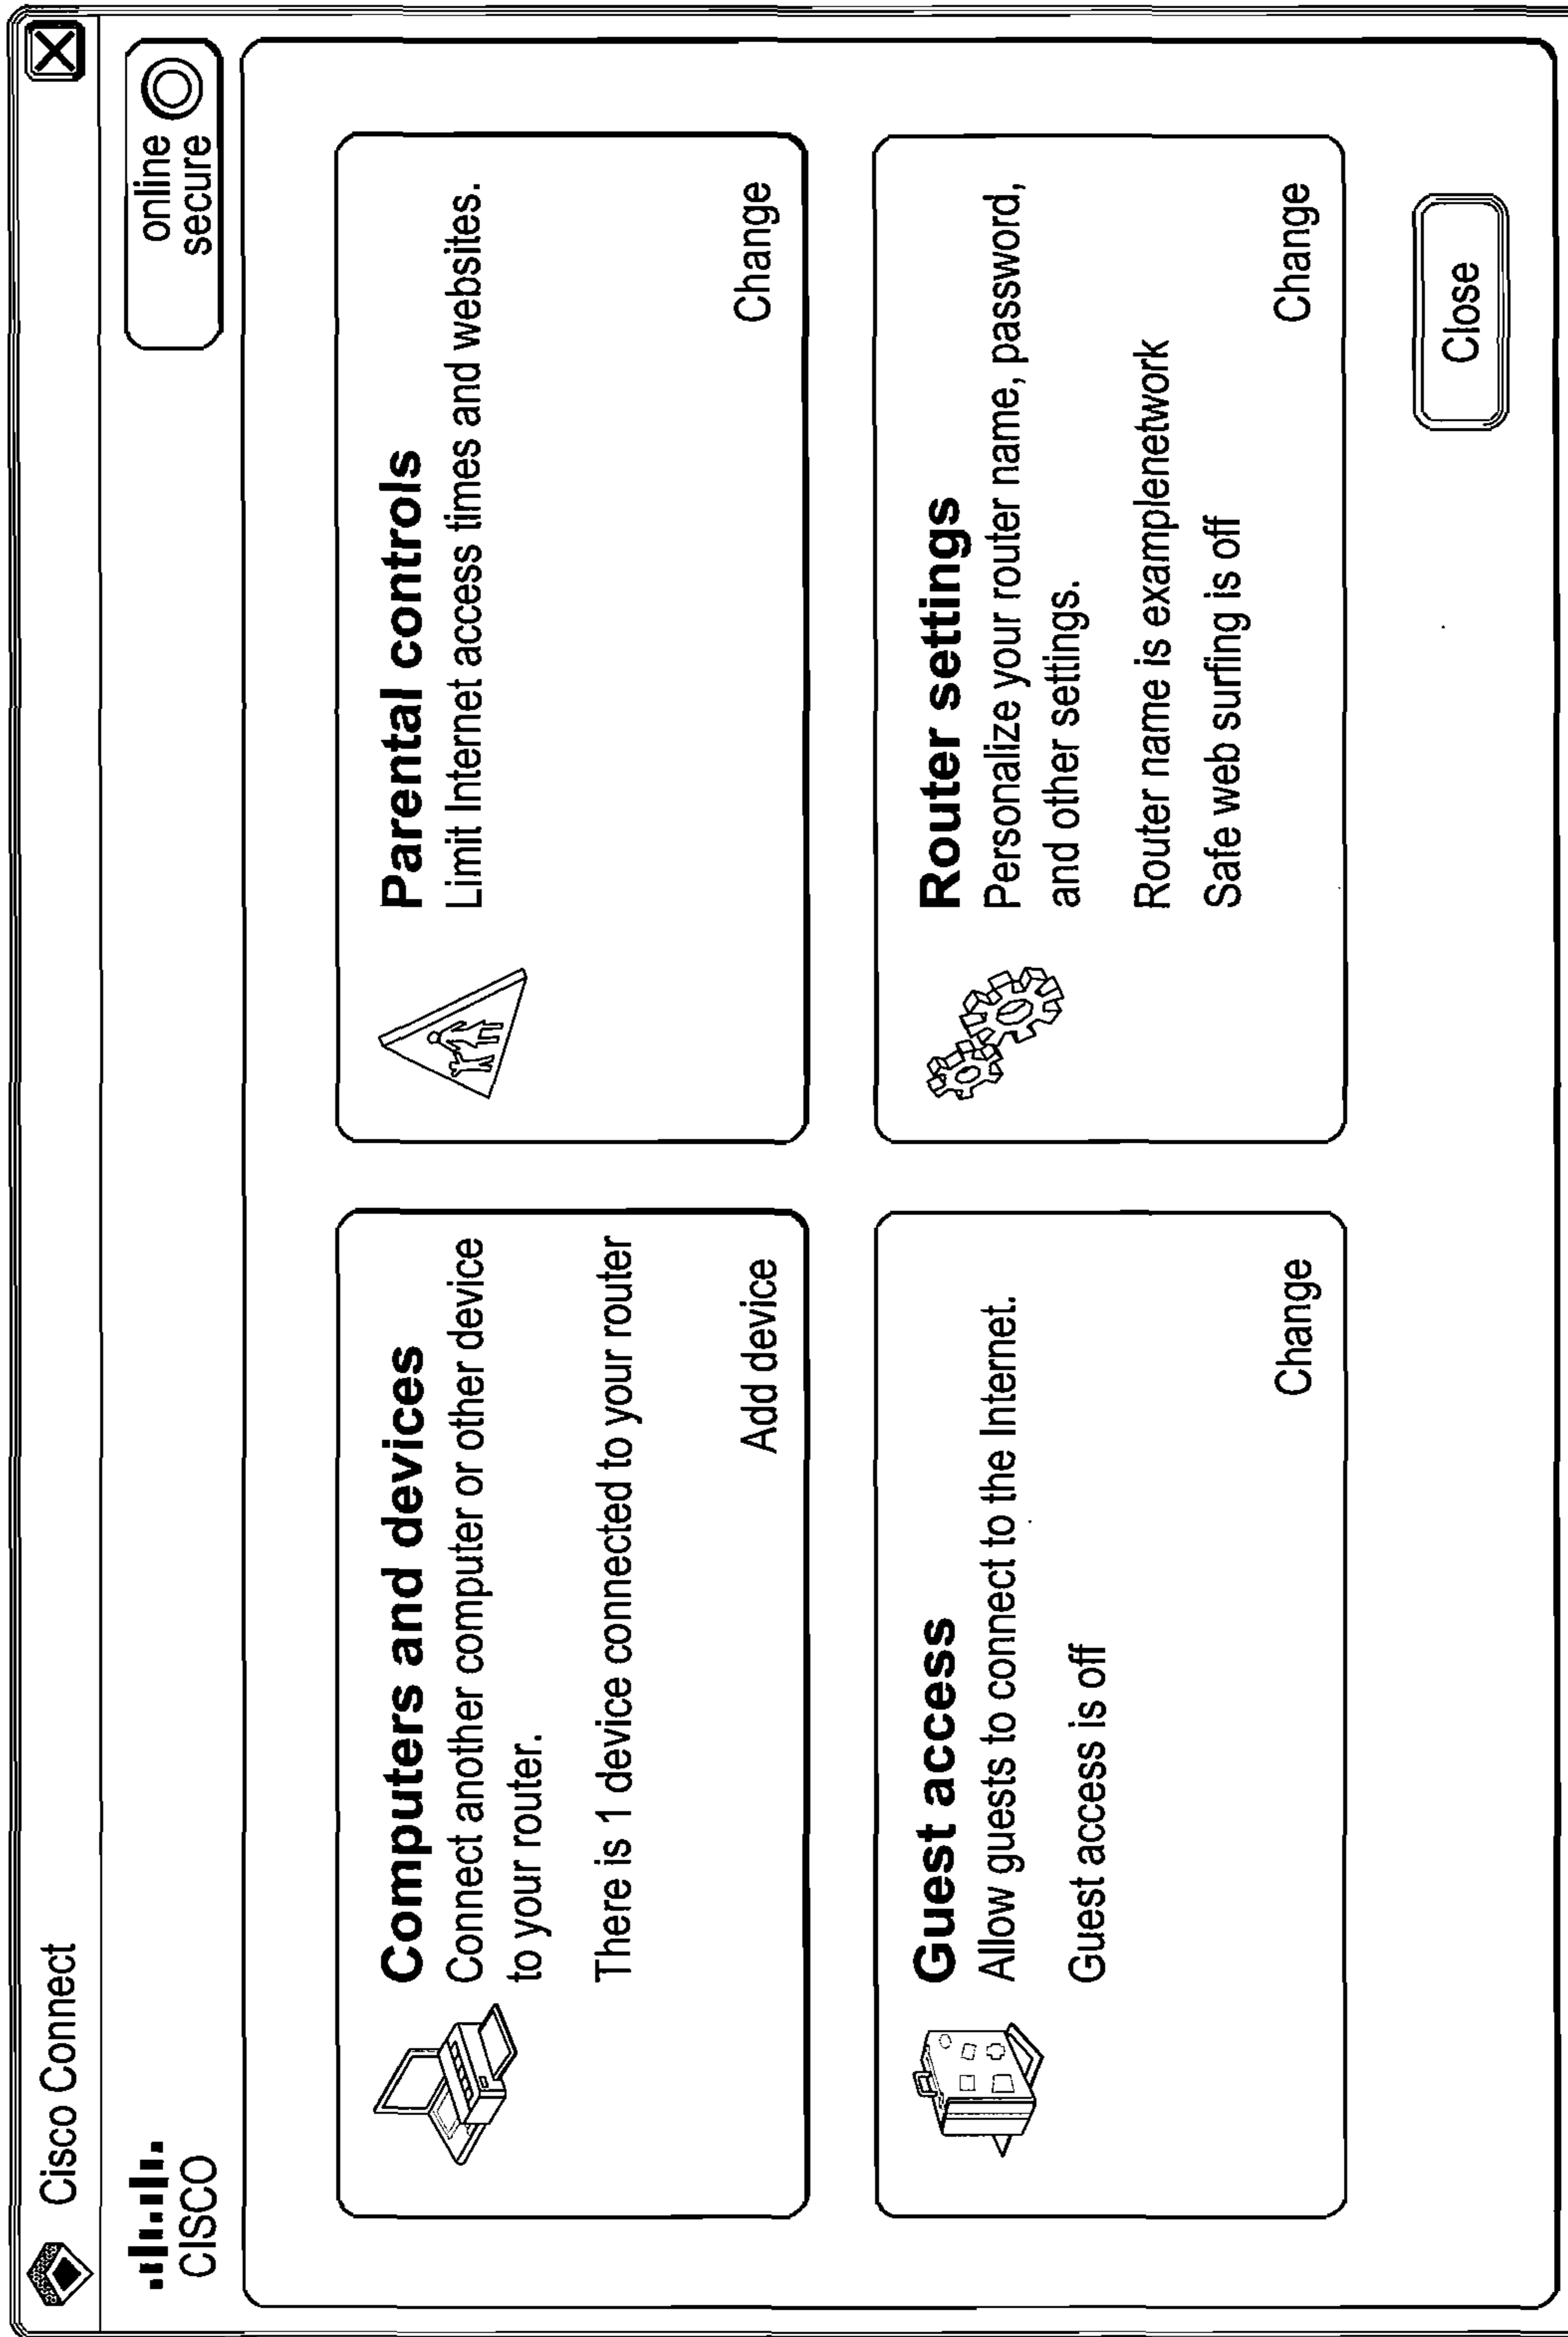 Cisco Connect
CISCO
online
secure
Computers and devices
Connect another computer or other device
to your router.
There is 1 device connected to your router
Add device
Parental controls
Limit Internet access times and websites.
Change
Guest access
Allow guests to connect to the Internet.
Guest access is off
Change
Router settings
Personalize your router name, password,
and other settings.
Router name is examplenetwork
Safe web surfing is off
Change
Close